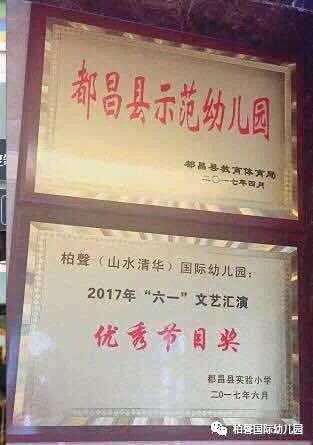 都昌县示范幼儿园
都昌县教育体育局
二〇一七年四月
柏聲（山水清华）国际幼儿园：
2017年“六一”文艺汇演
优秀节目奖
都昌县实验小学
二〇一七年六月
柏聲国际幼儿园